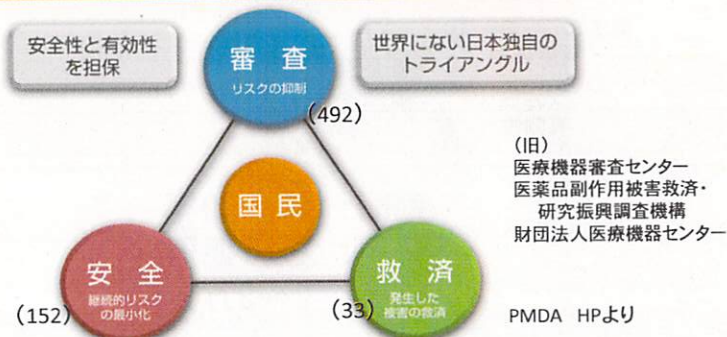 安全性と有効性
を担保
世界にない日本独自の
トライアングル
審査
リスクの抑制
(492)
国民
安全
継続的リスク
の最小化
(152)
救済
発生した
被害の救済
(33)
(旧)
医療機器審査センター
医薬品副作用被害救済・
研究振興調査機構
財団法人医療機器センター
PMDA HPより